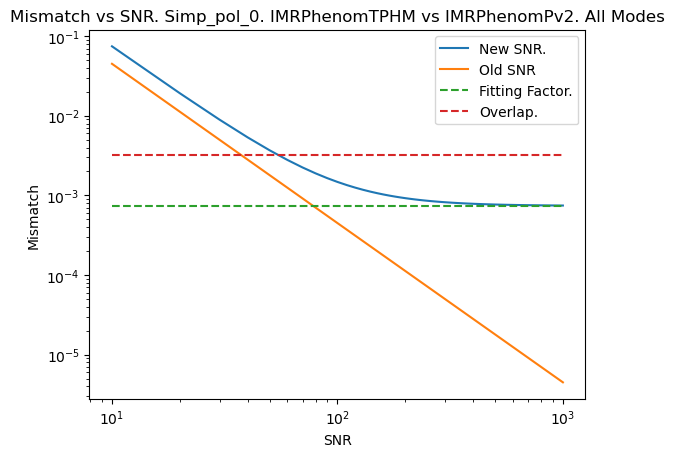 Mismatch vs SNR. Simp_pol_0. IMRPhenomTPHM vs IMRPhenomPv2. All Modes
New SNR.
Old SNR
Fitting Factor.
Overlap.
Mismatch
10⁻¹
10⁻²
10⁻³
10⁻⁴
10⁻⁵
10¹
10²
10³
SNR